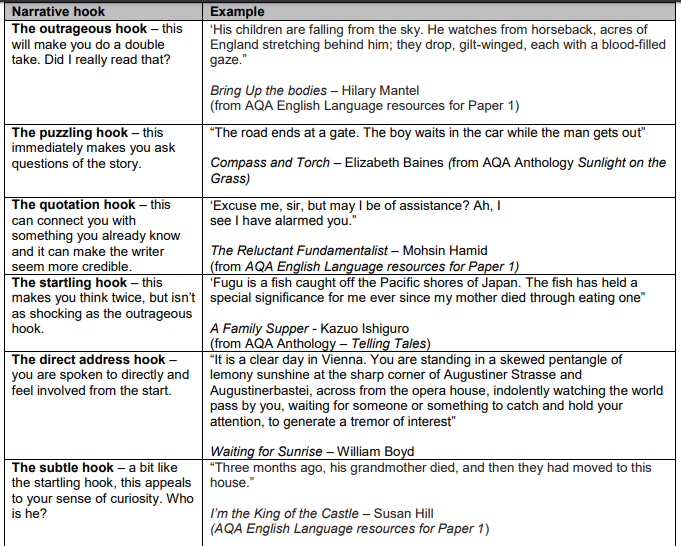 Narrative hook Example
The outrageous hook – this
will make you do a double
take. Did I really read that?
‘His children are falling from the sky. He watches from horseback, acres of
England stretching behind him; they drop, gilt-winged, each with a blood-filled
gaze.”
Bring Up the bodies – Hilary Mantel
(from AQA English Language resources for Paper 1)
The puzzling hook – this
immediately makes you ask
questions of the story.
“The road ends at a gate. The boy waits in the car while the man gets out”
Compass and Torch – Elizabeth Baines (from AQA Anthology Sunlight on the
Grass)
The quotation hook – this
can connect you with
something you already know
and it can make the writer
seem more credible.
‘Excuse me, sir, but may I be of assistance? Ah, I
see I have alarmed you.”
The Reluctant Fundamentalist – Mohsin Hamid
(from AQA English Language resources for Paper 1)
The startling hook – this
makes you think twice, but isn’t
as shocking as the outrageous
hook.
‘Fugu is a fish caught off the Pacific shores of Japan. The fish has held a
special significance for me ever since my mother died through eating one”
A Family Supper - Kazuo Ishiguro
(from AQA Anthology – Telling Tales)
The direct address hook –
you are spoken to directly and
feel involved from the start.
“It is a clear day in Vienna. You are standing in a skewed pentangle of
lemony sunshine at the sharp corner of Augustiner Strasse and
Augustinerbastei, across from the opera house, indolently watching the world
pass by you, waiting for someone or something to catch and hold your
attention, to generate a tremor of interest”
Waiting for Sunrise – William Boyd
The subtle hook – a bit like
the startling hook, this appeals
to your sense of curiosity. Who
is he?
“Three months ago, his grandmother died, and then they had moved to this
house.”
I’m the King of the Castle – Susan Hill
(AQA English Language resources for Paper 1)